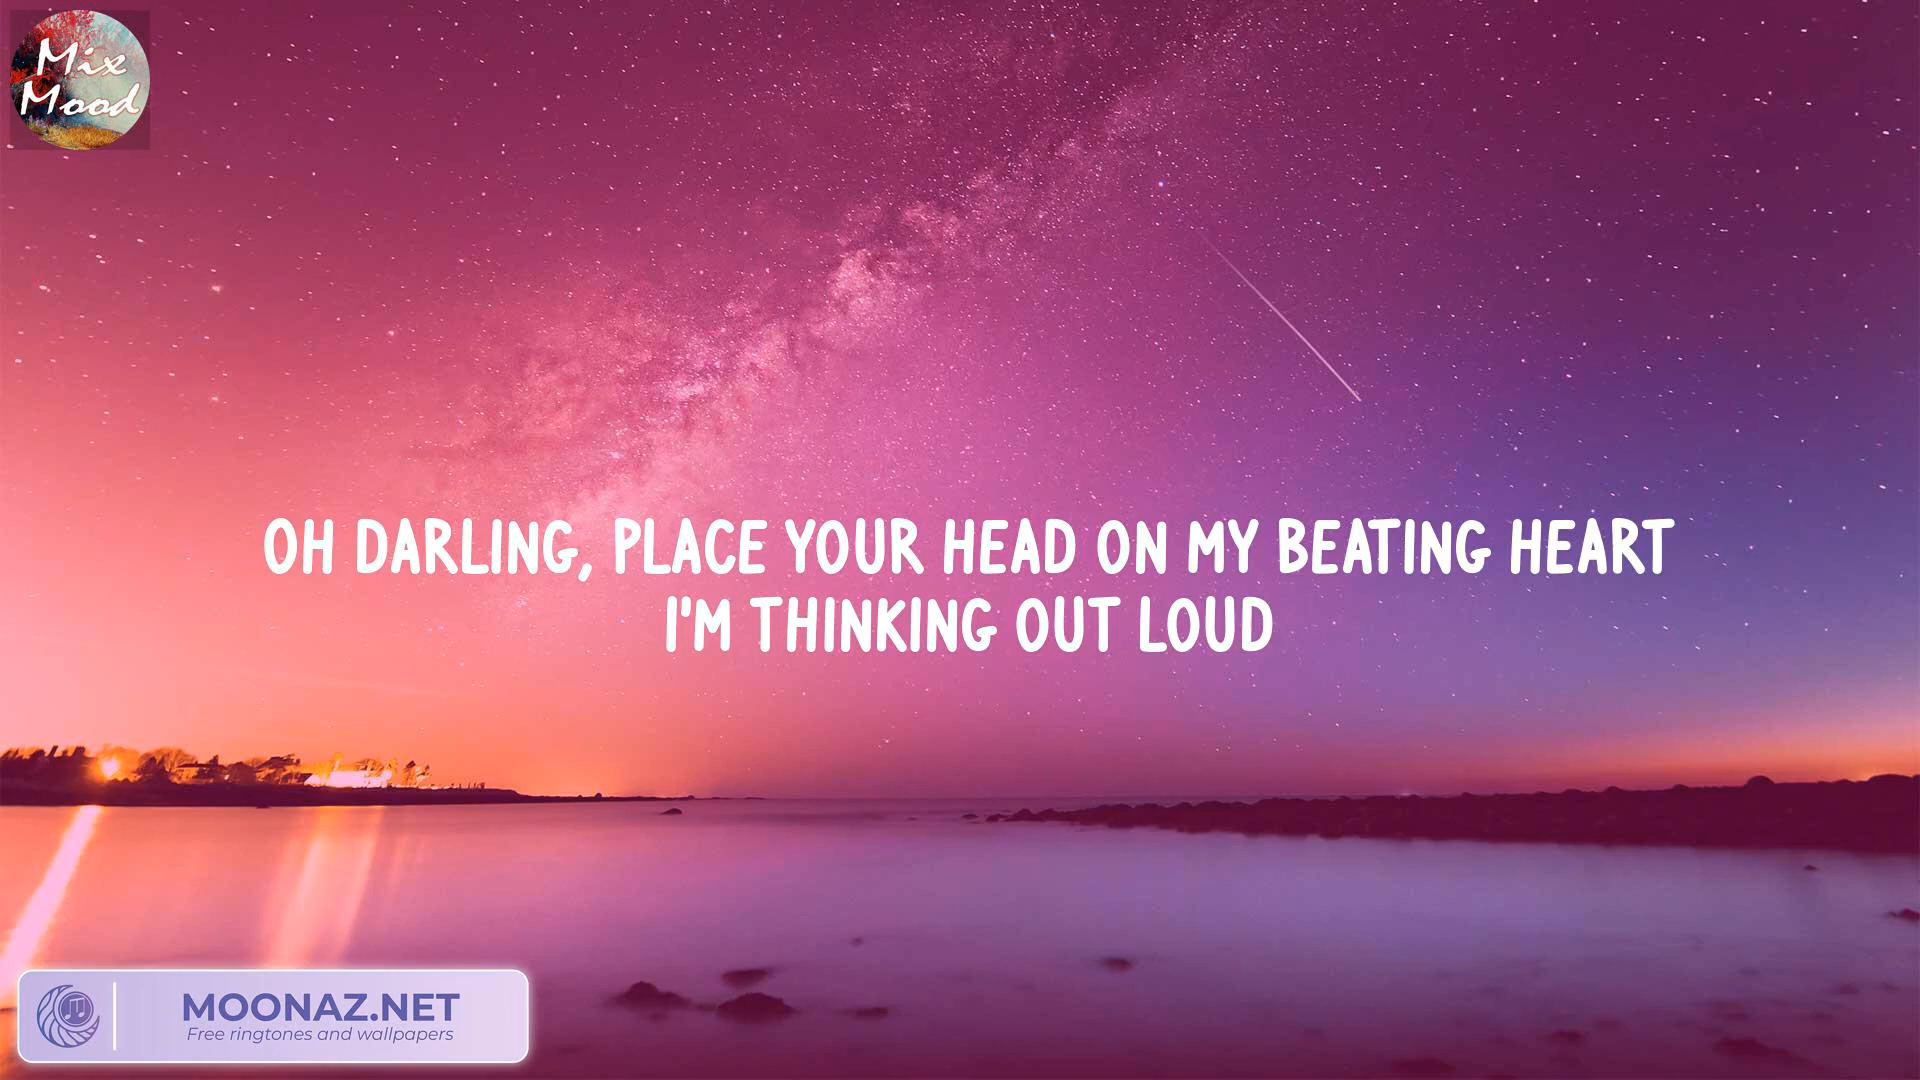 Mix
Mood
OH DARLING, PLACE YOUR HEAD ON MY BEATING HEART
I'M THINKING OUT LOUD
MOONAZ.NET
Free ringtones and wallpapers